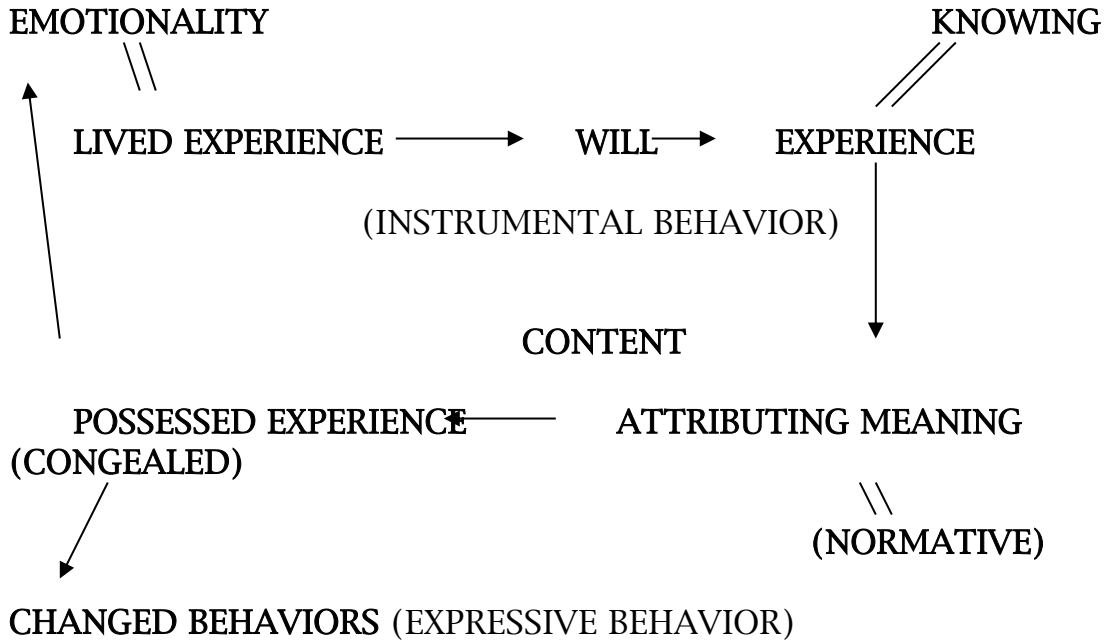 EMOTIONALITY KNOWING
LIVED EXPERIENCE WILL EXPERIENCE
(INSTRUMENTAL BEHAVIOR)
CONTENT
POSSESSED EXPERIENCE ATTRIBUTING MEANING
(CONGEALED)
(NORMATIVE)
CHANGED BEHAVIORS (EXPRESSIVE BEHAVIOR)